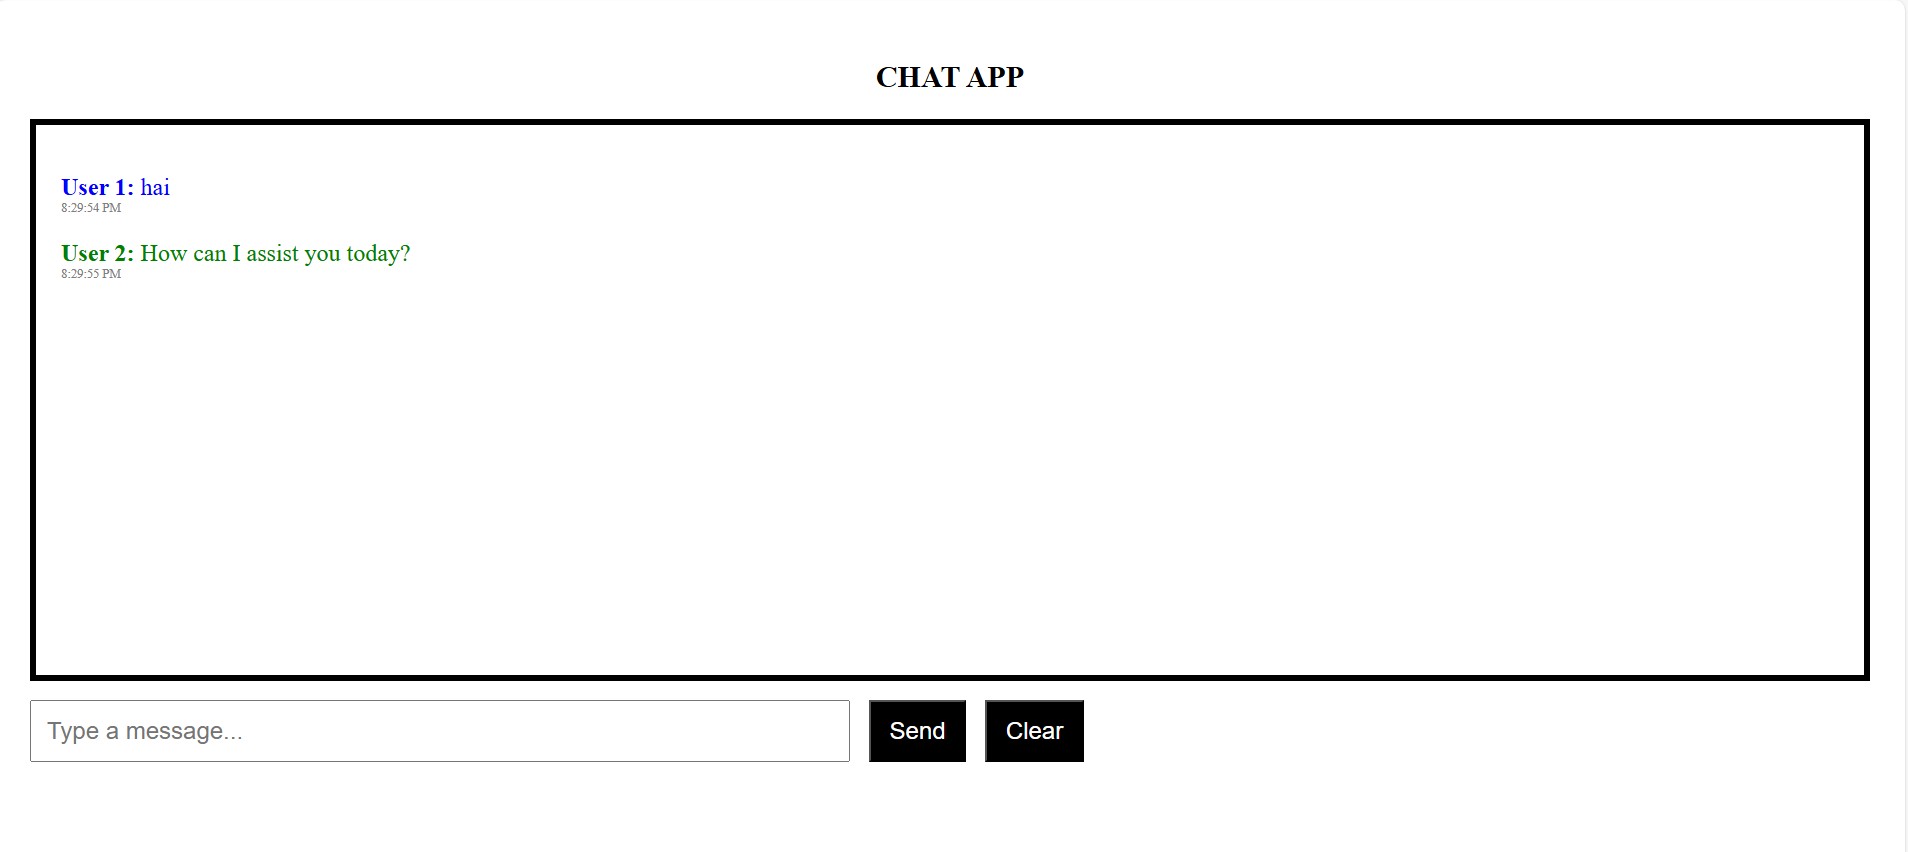 CHAT APP
User 1: hai
8:29:54 PM
User 2: How can I assist you today?
8:29:55 PM
Type a message...
Send
Clear